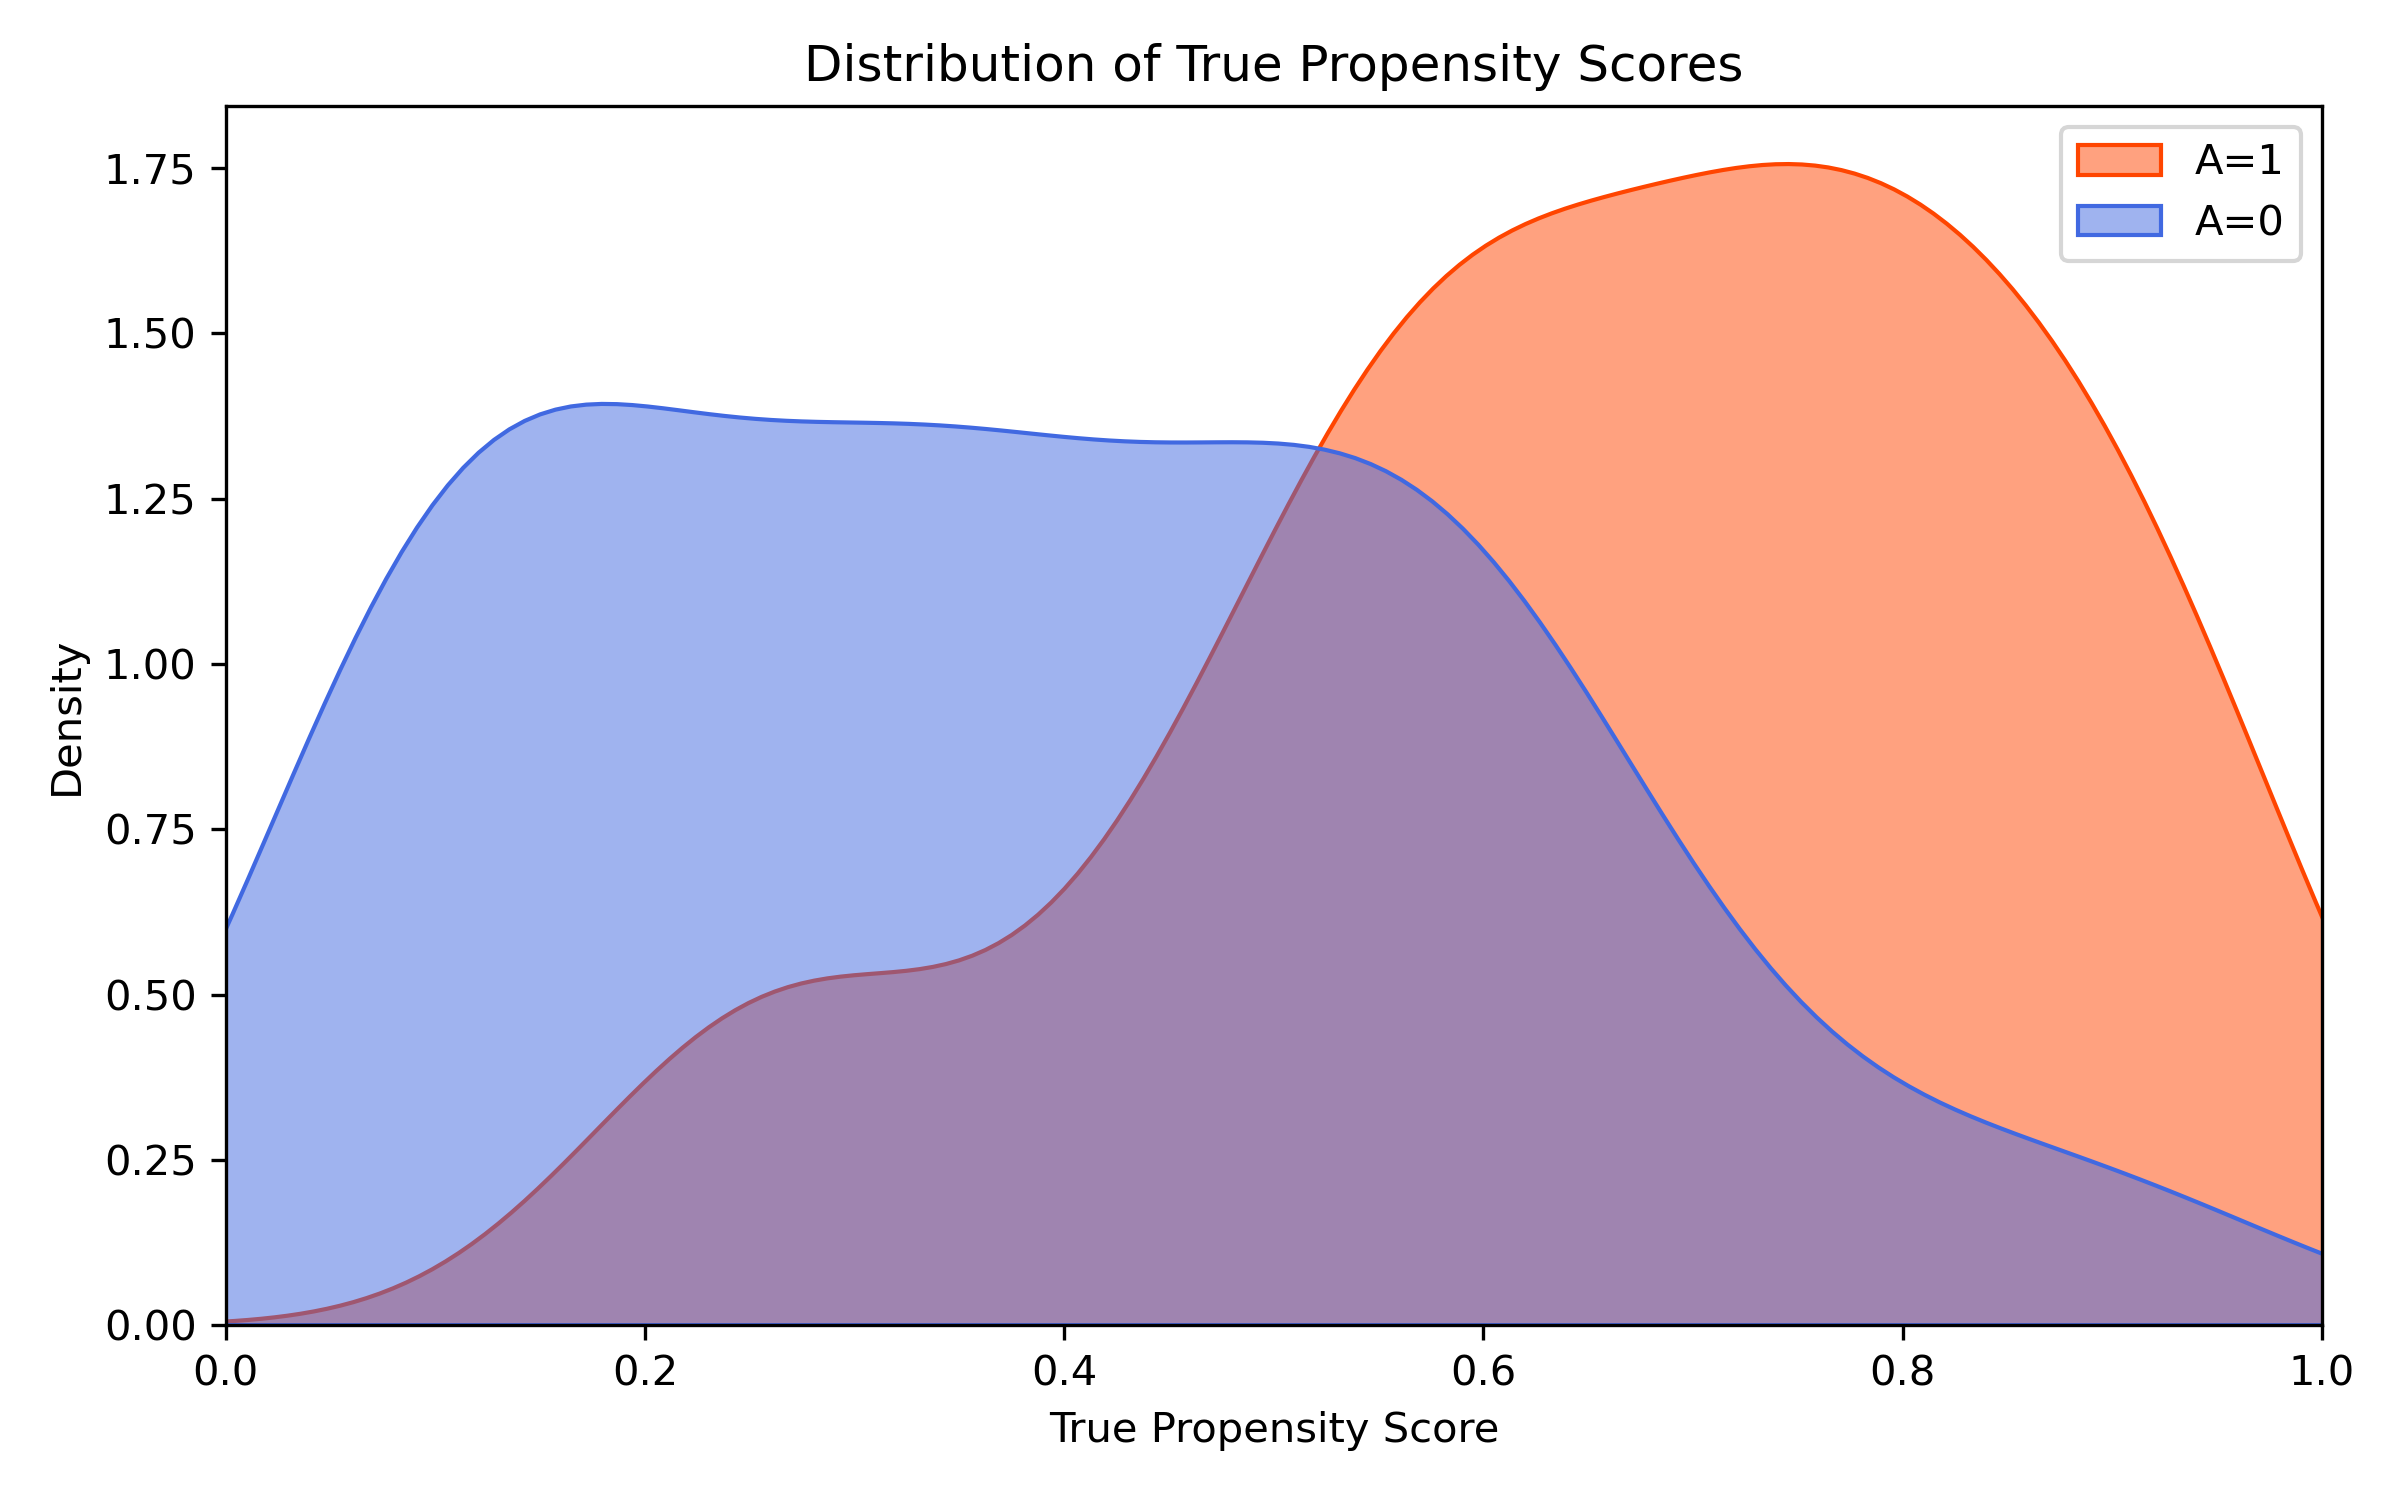 Distribution of True Propensity Scores
A=1
A=0
Density
1.75
1.50
1.25
1.00
0.75
0.50
0.25
0.00
0.0 0.2 0.4 0.6 0.8 1.0
True Propensity Score